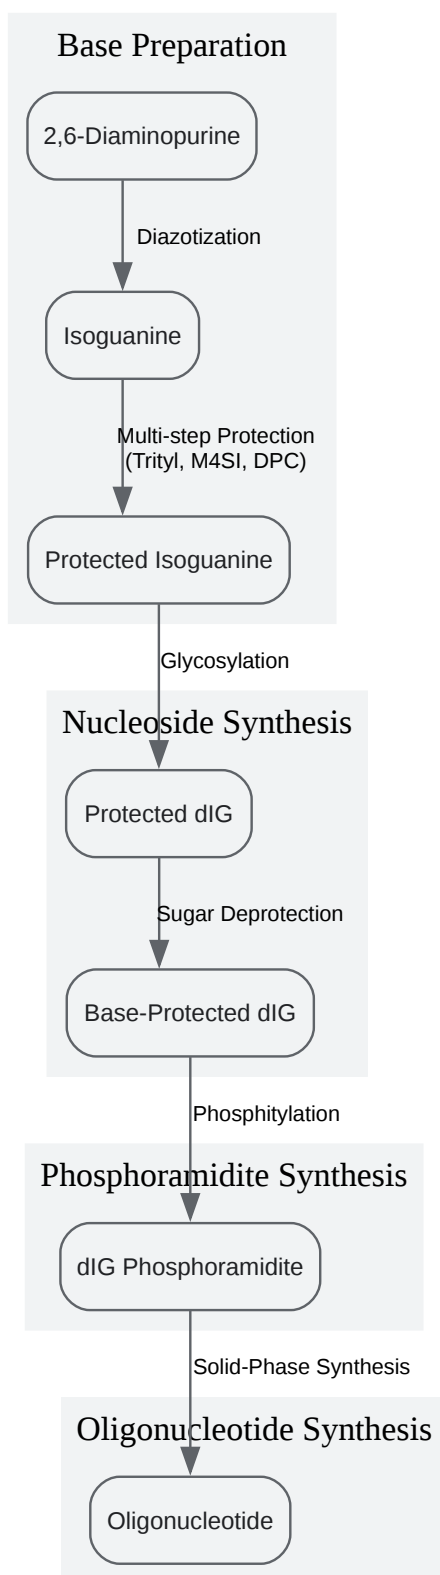 Base Preparation
2,6-Diaminopurine
Diazotization
Isoguanine
Multi-step Protection
(Trityl, M4SI, DPC)
Protected Isoguanine
Glycosylation
Nucleoside Synthesis
Protected dIG
Sugar Deprotection
Base-Protected dIG
Phosphitylation
Phosphoramidite Synthesis
dIG Phosphoramidite
Solid-Phase Synthesis
Oligonucleotide Synthesis
Oligonucleotide